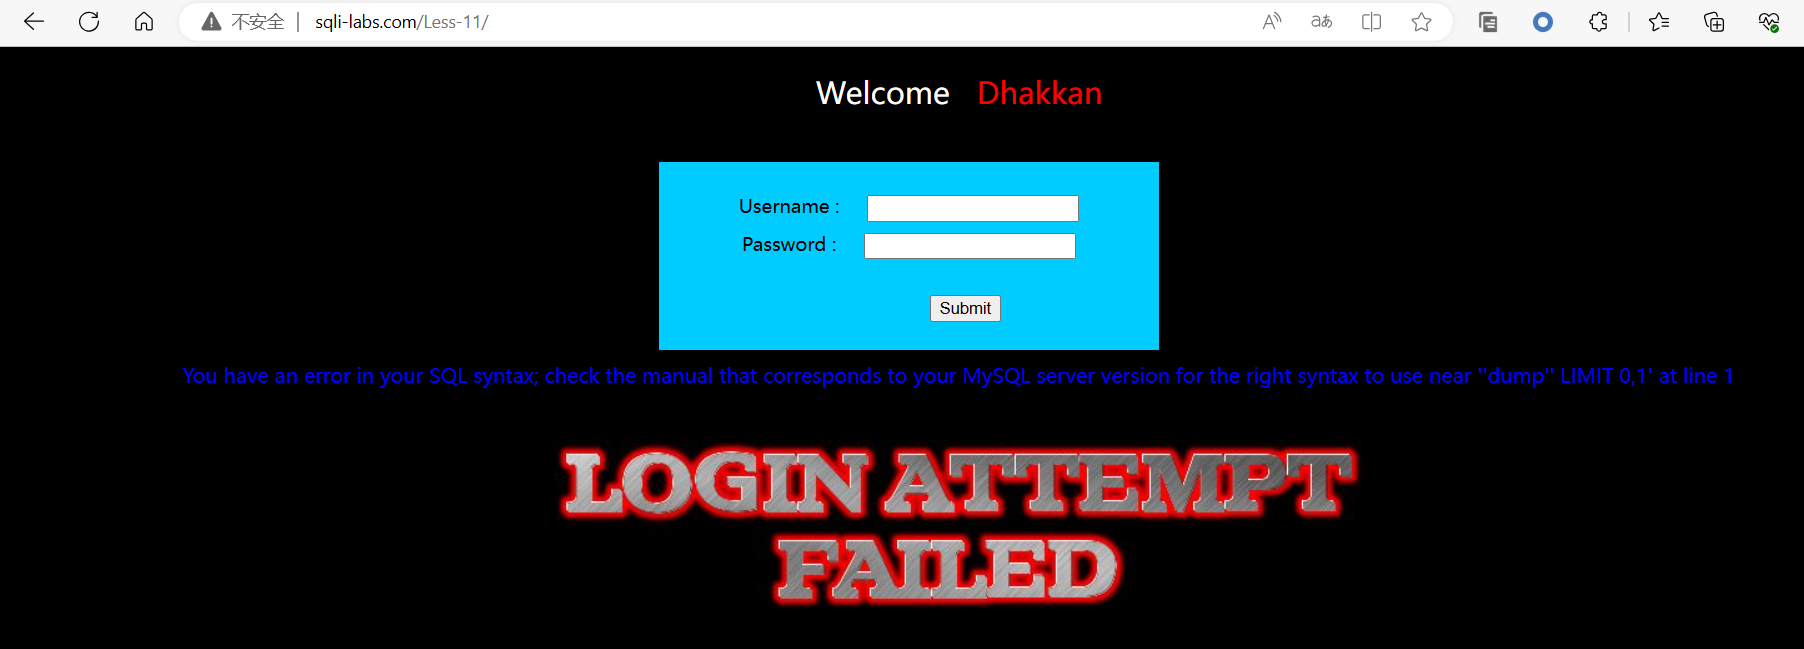 不安全 | sqli-labs.com/Less-11/
Welcome Dhakkan
Username :
Password :
Submit
You have an error in your SQL syntax; check the manual that corresponds to your MySQL server version for the right syntax to use near ''dump'' LIMIT 0,1' at line 1
LOGIN ATTEMPT
FAILED